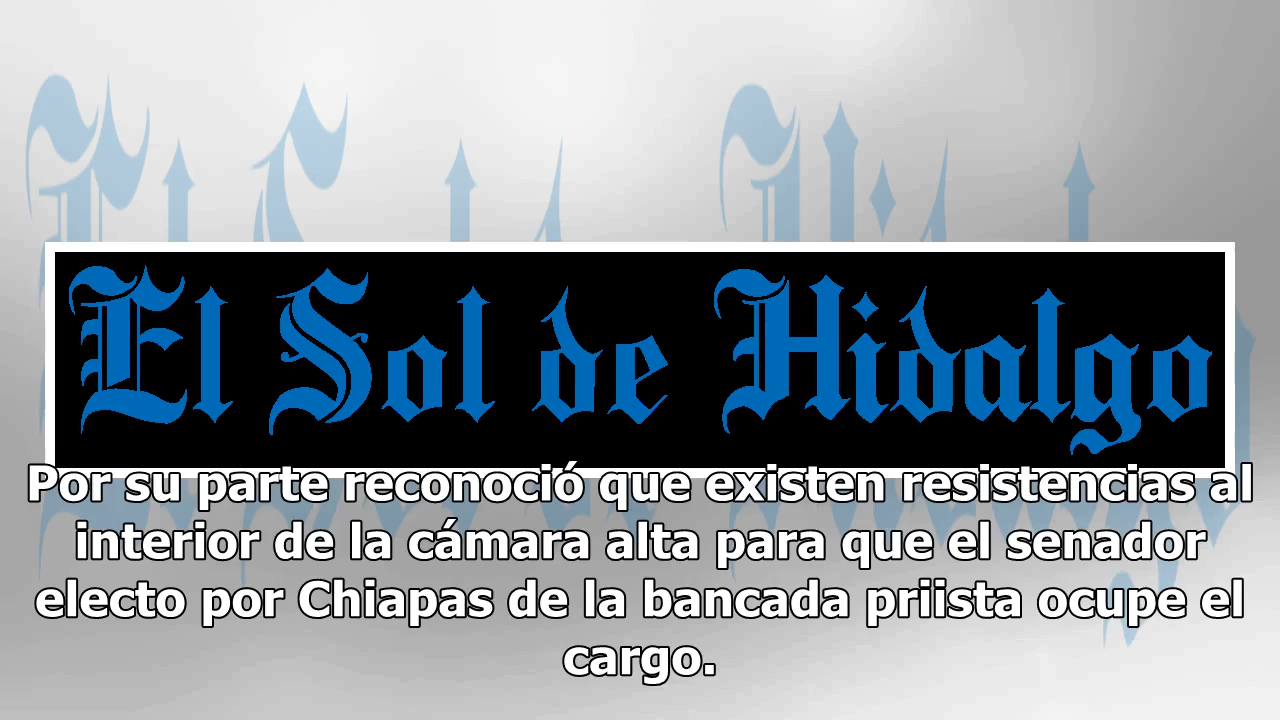 El Sol de Hidalgo
Por su parte reconoció que existen resistencias al
interior de la cámara alta para que el senador
electo por Chiapas de la bancada priista ocupe el
cargo.